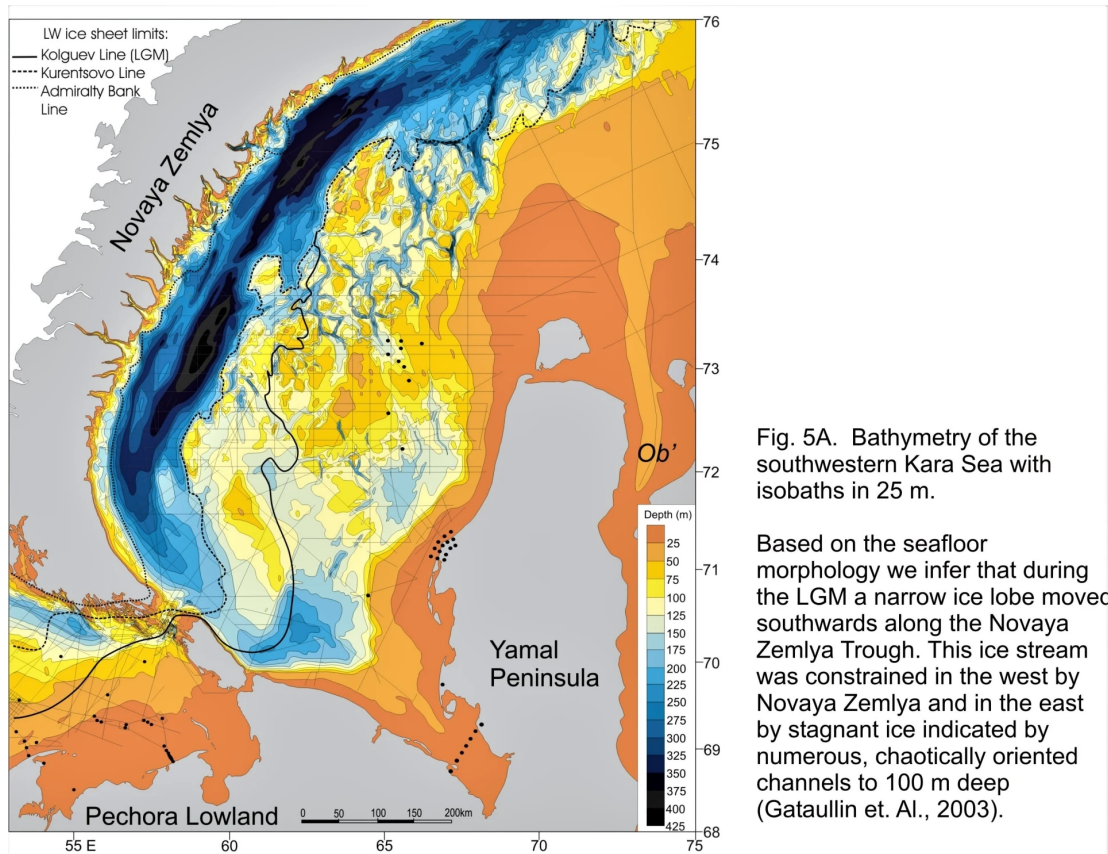 LW ice sheet limits:
Kolguev Line (LGM)
Kurentsovo Line
Admiralty Bank
Line
Novaya Zemlya
76
75
74
73
72
71
70
69
68
Ob'
Depth (m)
25
50
75
100
125
150
175
200
225
250
275
300
325
350
375
400
425
Yamal
Peninsula
Pechora Lowland
0 50 100 150 200km
55 E 60 65 70 75
Fig. 5A. Bathymetry of the
southwestern Kara Sea with
isobaths in 25 m.
Based on the seafloor
morphology we infer that during
the LGM a narrow ice lobe moved
southwards along the Novaya
Zemlya Trough. This ice stream
was constrained in the west by
Novaya Zemlya and in the east
by stagnant ice indicated by
numerous, chaotically oriented
channels to 100 m deep
(Gataullin et. Al., 2003).